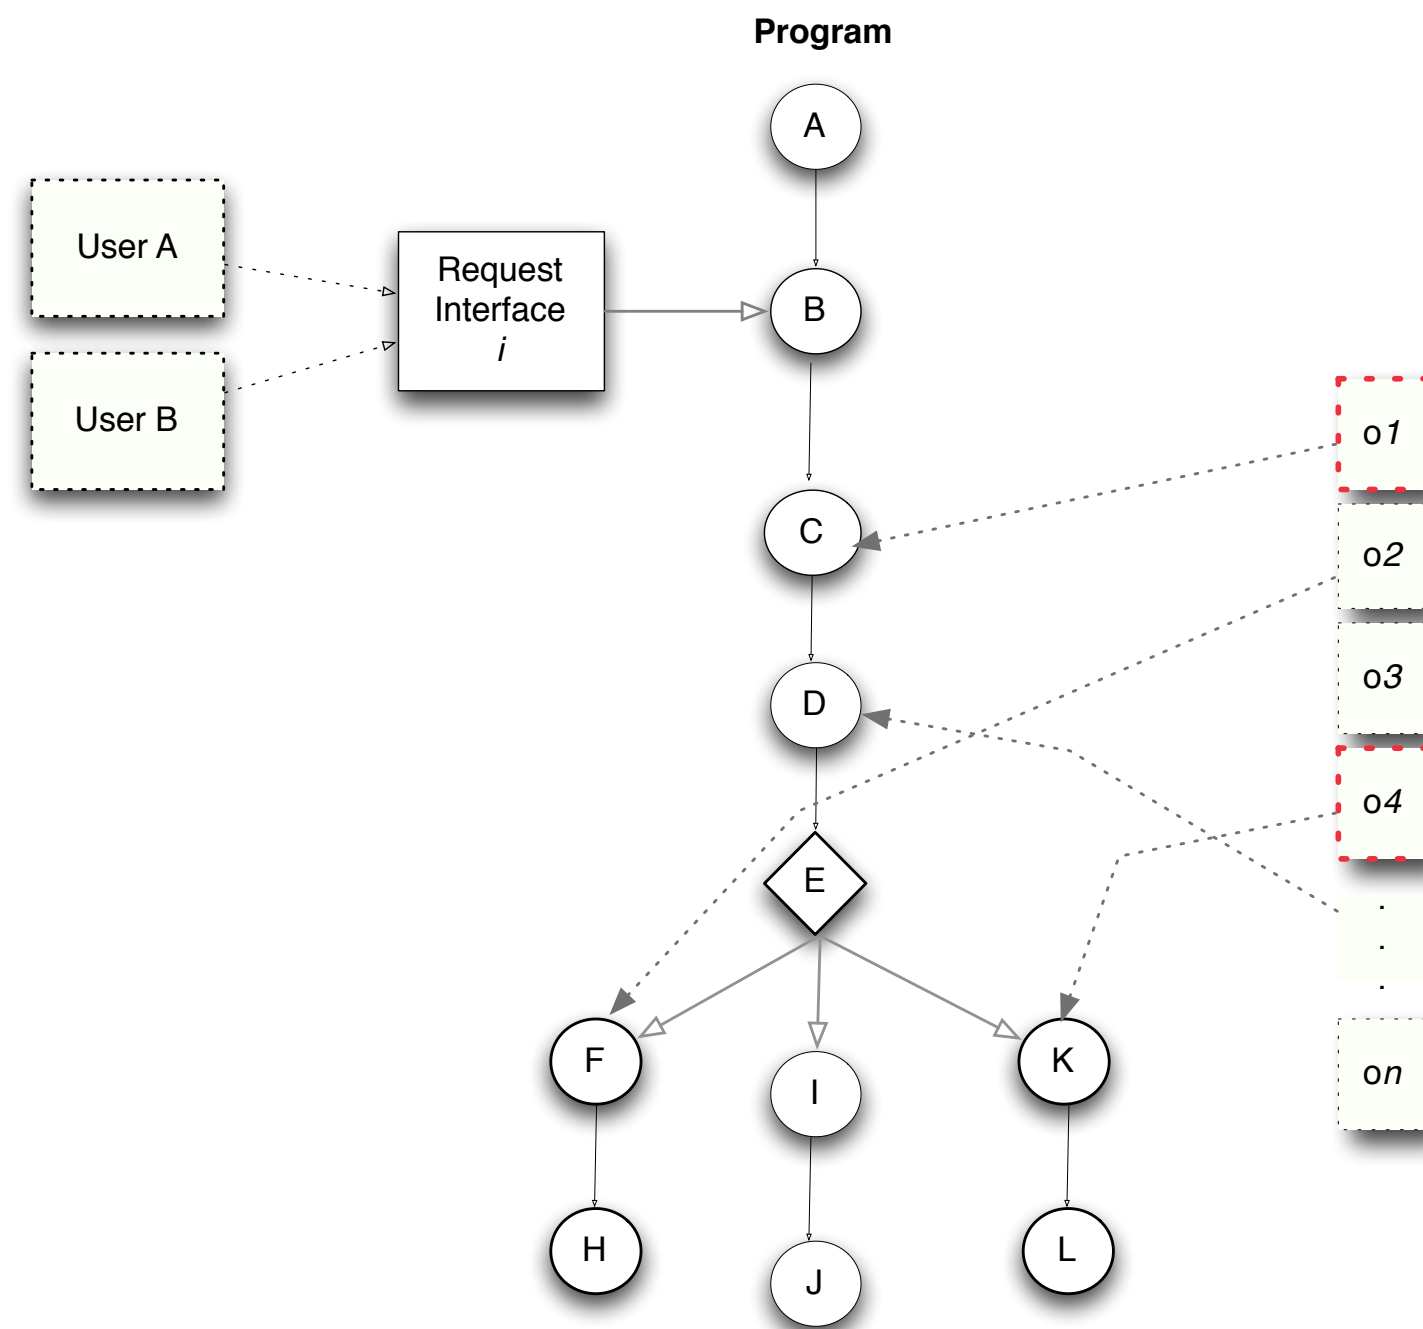 Program
A
User A
Request
Interface
i
B
User B
o1
C
o2
o3
D
o4
E
.
.
.
F
I
K
on
H
J
L